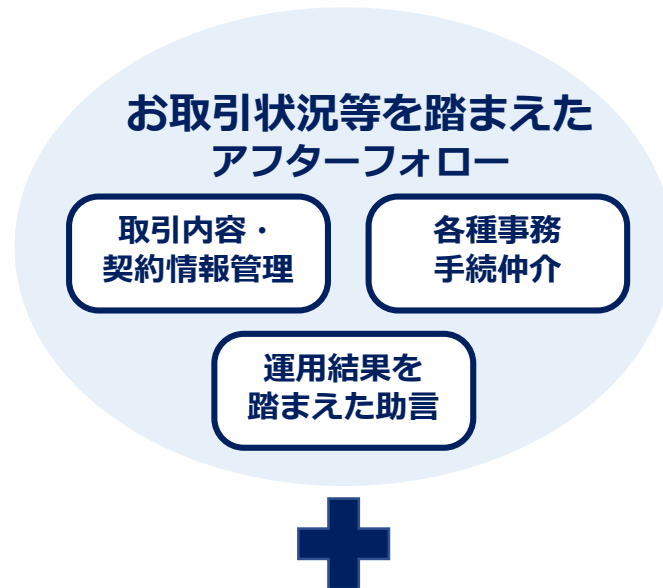 お取引状況等を踏まえた
アフターフォロー
取引内容・
契約情報管理
各種事務
手続仲介
運用結果を
踏まえた助言